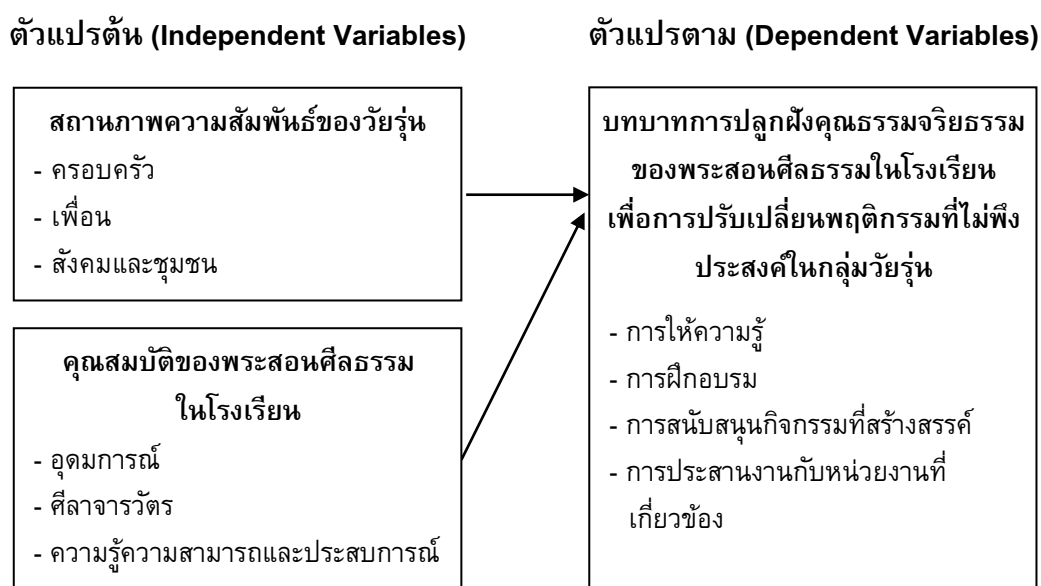 ตัวแปรต้น (Independent Variables)
สถานภาพความสัมพันธ์ของวัยรุ่น
- ครอบครัว
- เพื่อน
- สังคมและชุมชน
คุณสมบัติของพระสอนศีลธรรม
ในโรงเรียน
- อุดมการณ์
- ศีลาจารวัตร
- ความรู้ความสามารถและประสบการณ์
ตัวแปรตาม (Dependent Variables)
บทบาทการปลูกฝังคุณธรรมจริยธรรม
ของพระสอนศีลธรรมในโรงเรียน
เพื่อการปรับเปลี่ยนพฤติกรรมที่ไม่พึง
ประสงค์ในกลุ่มวัยรุ่น
- การให้ความรู้
- การฝึกอบรม
- การสนับสนุนกิจกรรมที่สร้างสรรค์
- การประสานงานกับหน่วยงานที่
เกี่ยวข้อง